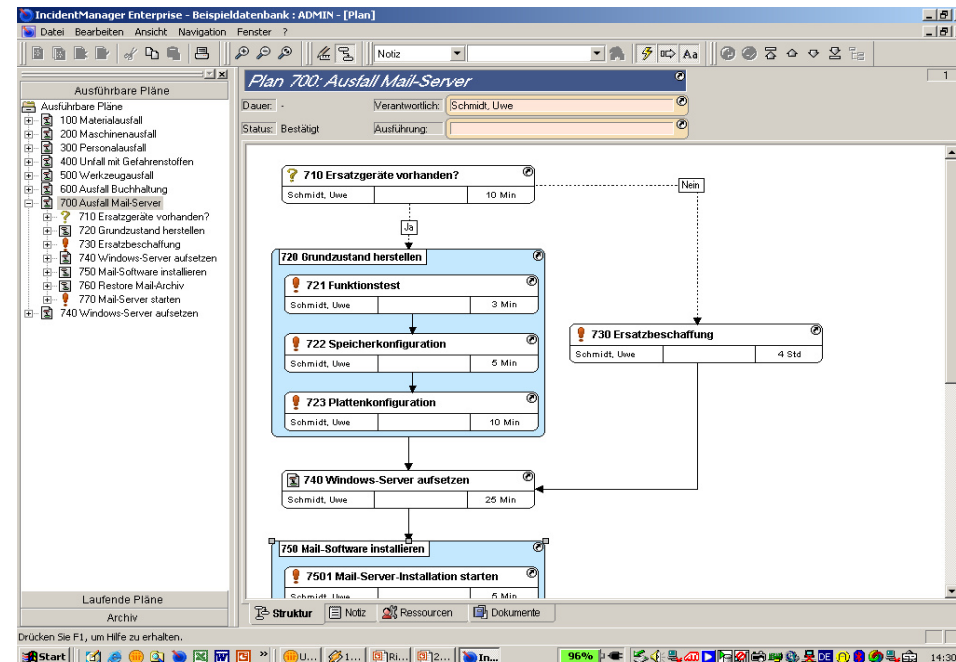 IncidentManager Enterprise - Beispieldatenbank : ADMIN - [Plan]
Datei Bearbeiten Ansicht Navigation Fenster ?
Notiz
Aa
Ausführbare Pläne
Ausführbare Pläne
100 Materialausfall
200 Maschinenausfall
300 Personalausfall
400 Unfall mit Gefahrenstoffen
500 Werkzeugausfall
600 Ausfall Buchhaltung
700 Ausfall Mail-Server
710 Ersatzgeräte vorhanden?
720 Grundzustand herstellen
730 Ersatzbeschaffung
740 Windows-Server aufsetzen
750 Mail-Software installieren
760 Restore Mail-Archiv
770 Mail-Server starten
740 Windows-Server aufsetzen
Laufende Pläne
Archiv
Plan 700: Ausfall Mail-Server
1
Dauer: - Verantwortlich: Schmidt, Uwe
Status: Bestätigt Ausführung:
710 Ersatzgeräte vorhanden?
Schmidt, Uwe 10 Min
Nein
Ja
720 Grundzustand herstellen
721 Funktionstest
Schmidt, Uwe 3 Min
722 Speicherkonfiguration
Schmidt, Uwe 5 Min
723 Plattenkonfiguration
Schmidt, Uwe 10 Min
730 Ersatzbeschaffung
Schmidt, Uwe 4 Std
740 Windows-Server aufsetzen
Schmidt, Uwe 25 Min
750 Mail-Software installieren
7501 Mail-Server-Installation starten
Schmidt, Uwe 5 Min
Struktur Notiz Ressourcen Dokumente
Drücken Sie F1, um Hilfe zu erhalten.
Start » U... 1... Ri... 2... In... 96% DE 14:30